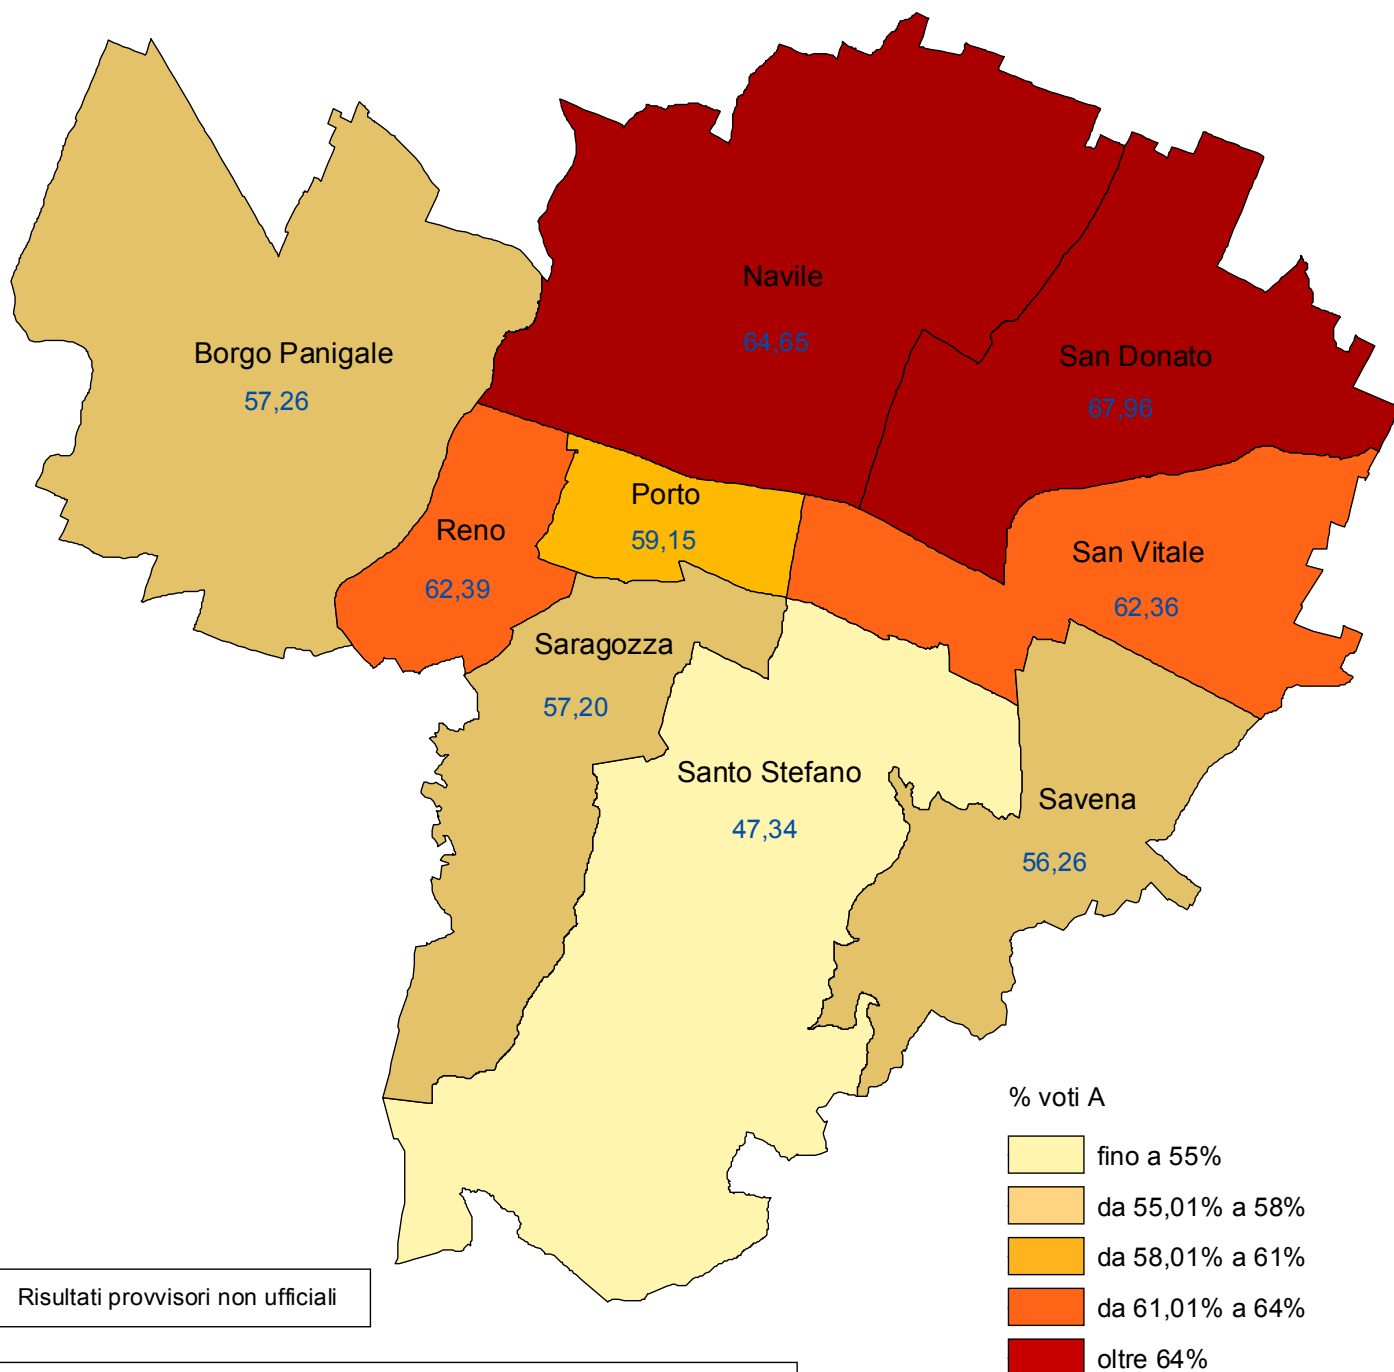 Navile
64,65
San Donato
67,96
Borgo Panigale
57,26
Porto
59,15
Reno
62,39
San Vitale
62,36
Saragozza
57,20
Santo Stefano
47,34
Savena
56,26
% voti A
fino a 55%
da 55,01% a 58%
da 58,01% a 61%
da 61,01% a 64%
oltre 64%
Risultati provvisori non ufficiali